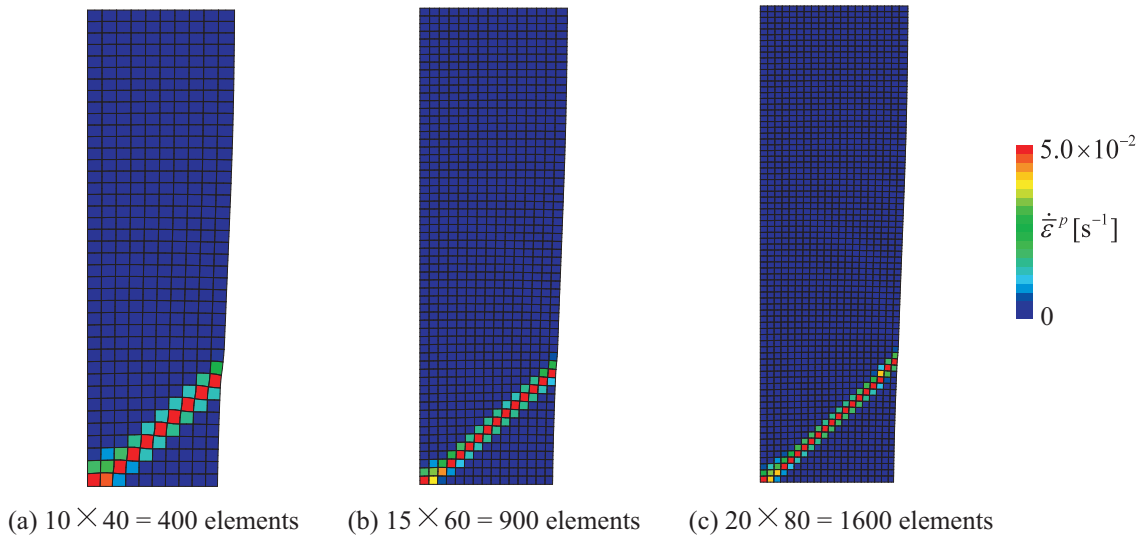 5.0×10⁻²
ε̇̄ᵖ [s⁻¹]
0
(a) 10 × 40 = 400 elements
(b) 15 × 60 = 900 elements
(c) 20 × 80 = 1600 elements